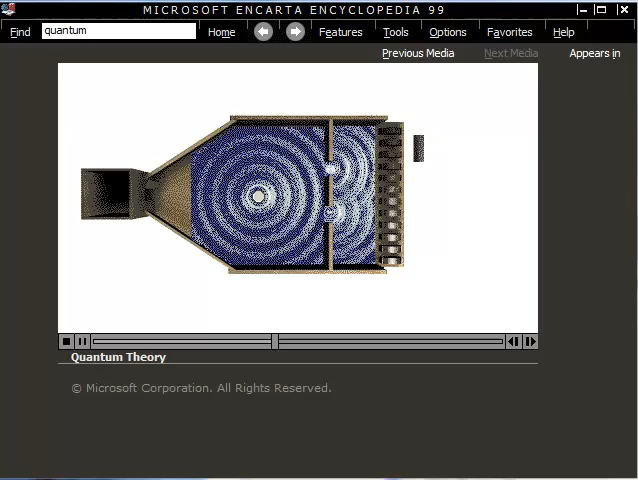 MICROSOFT ENCARTA ENCYCLOPEDIA 99
Find quantum Home Features Tools Options Favorites Help
Previous Media Next Media Appears in
Quantum Theory
© Microsoft Corporation. All Rights Reserved.